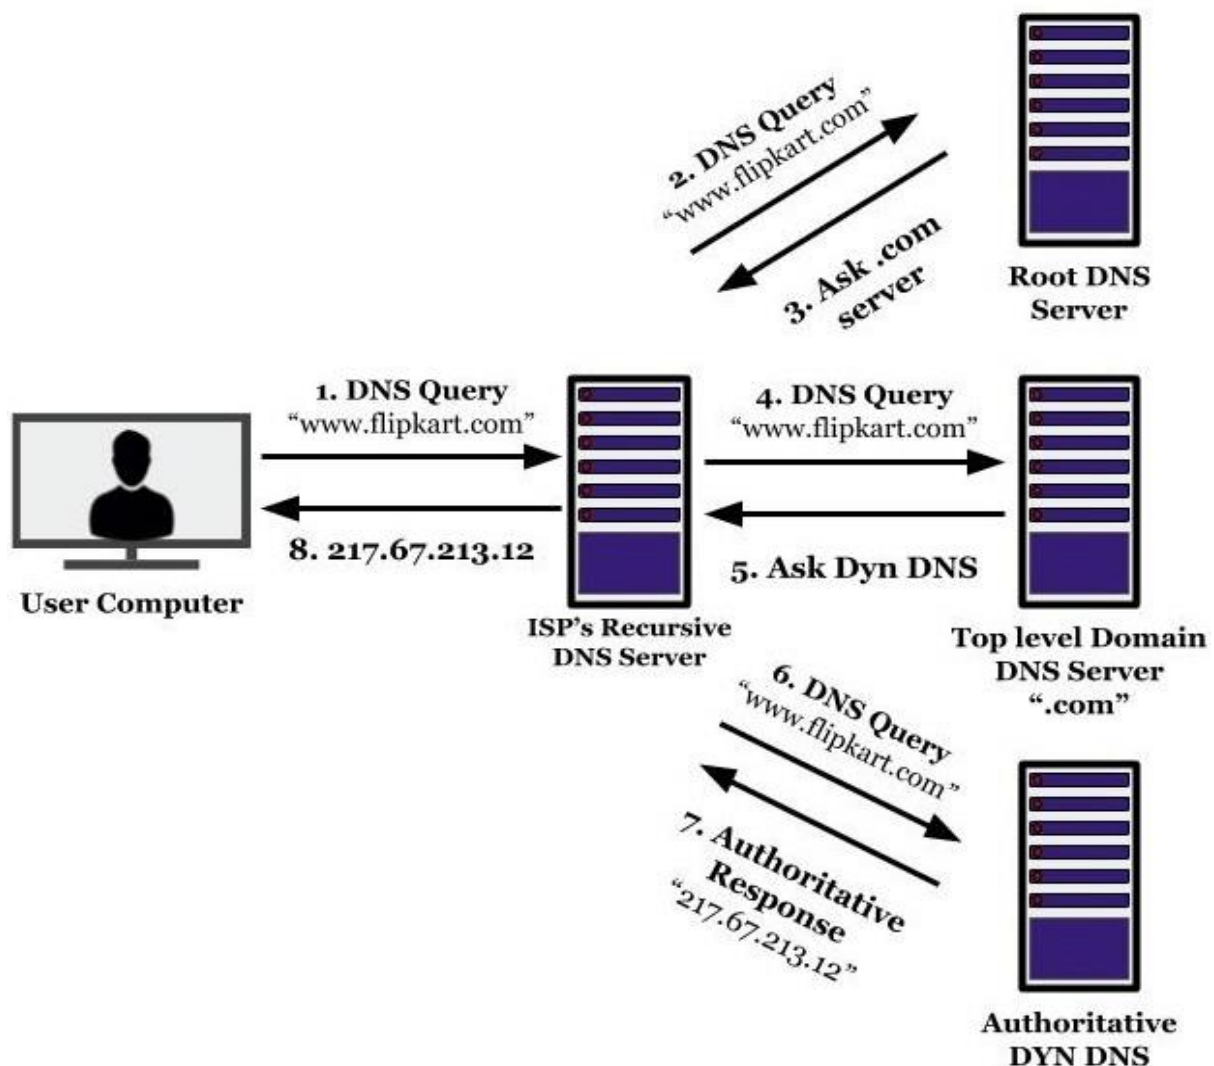 2. DNS Query
“www.flipkart.com”
3. Ask .com
server
Root DNS
Server
1. DNS Query
“www.flipkart.com”
8. 217.67.213.12
User Computer
ISP’s Recursive
DNS Server
4. DNS Query
“www.flipkart.com”
5. Ask Dyn DNS
Top level Domain
DNS Server
“.com”
6. DNS Query
“www.flipkart.com”
7. Authoritative
Response
“217.67.213.12”
Authoritative
DYN DNS